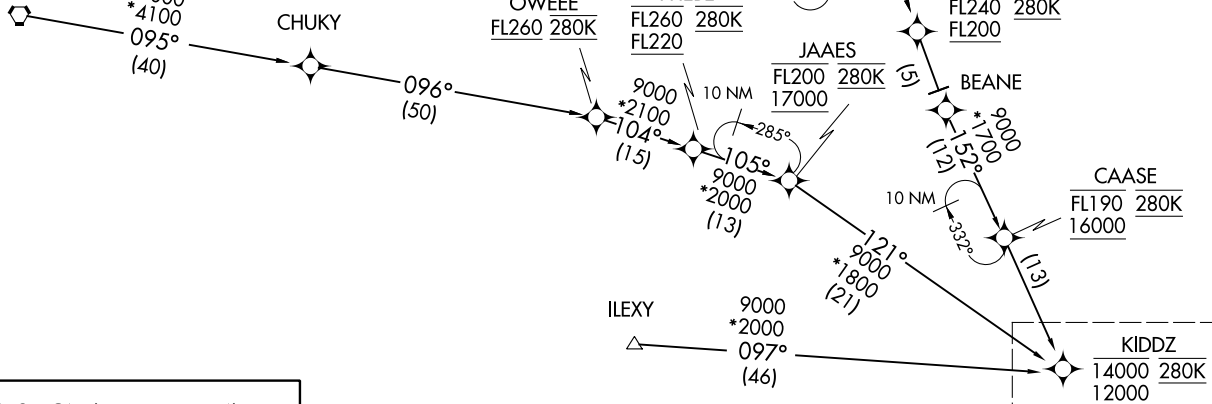 *4100
095°
(40)
CHUKY
096°
(50)
OWEEE
FL260 280K
FL260 280K
FL220
9000
*2100
104°
(15)
10 NM
285°
105°
9000
*2000
(13)
JAAES
FL200 280K
17000
FL240 280K
FL200
(5)
BEANE
9000
*1700
152°
(12)
10 NM
332°
CAASE
FL190 280K
16000
(13)
121°
9000
*1800
(21)
ILEXY
9000
*2000
097°
(46)
KIDDZ
14000 280K
12000